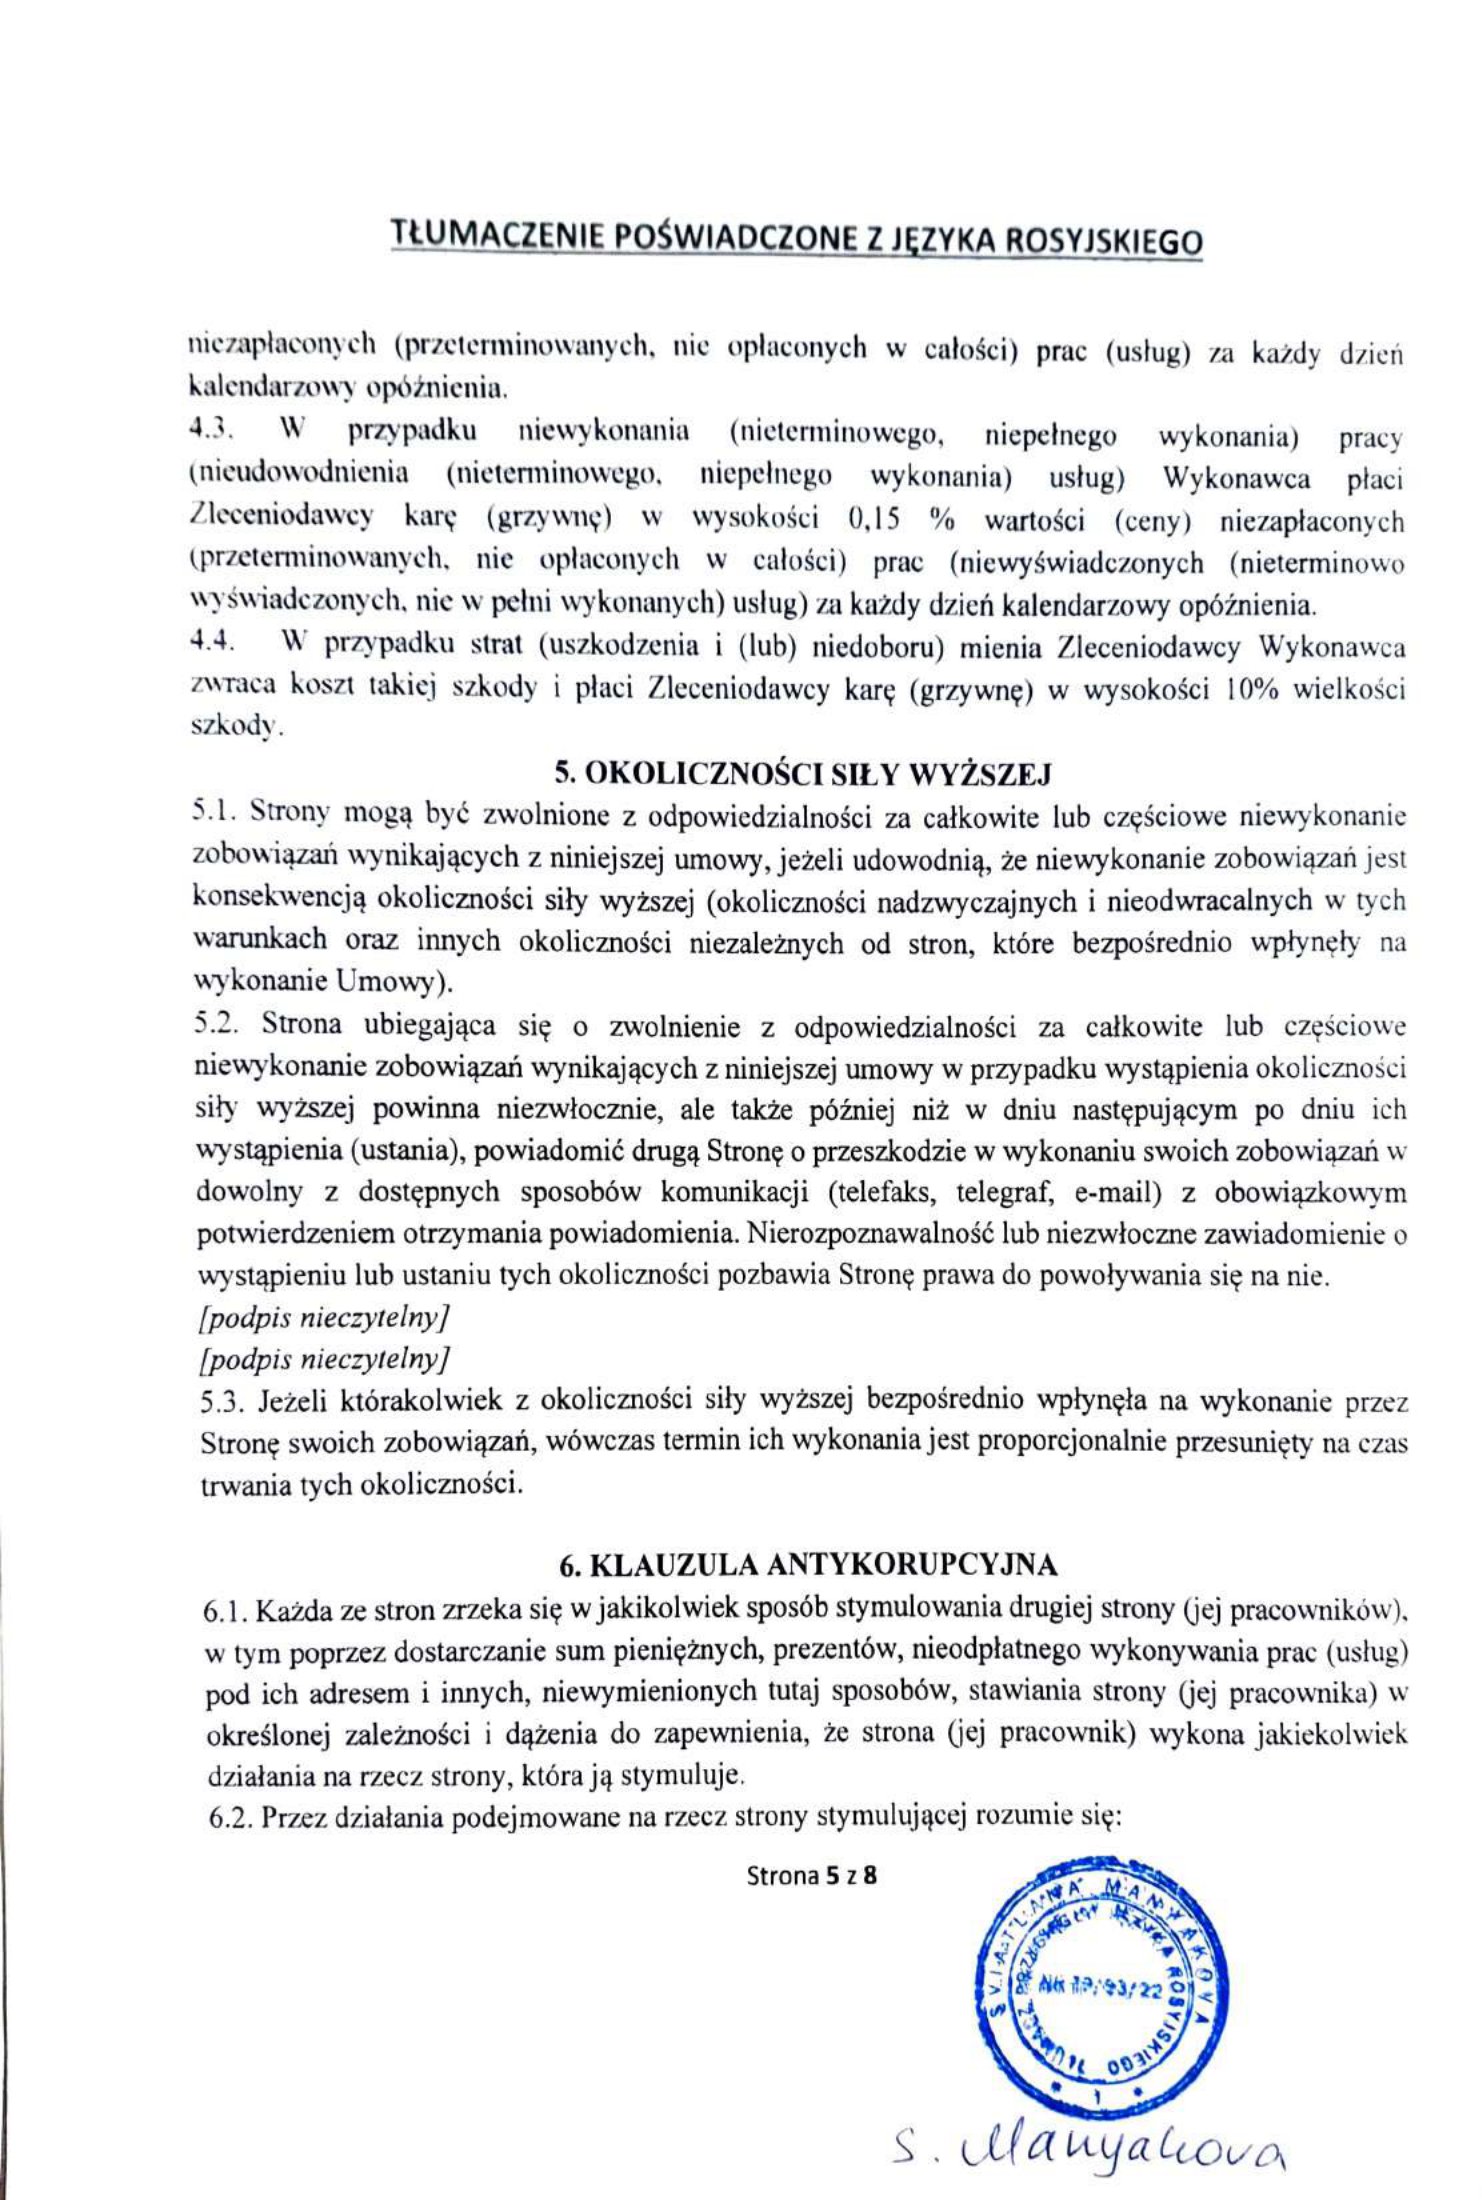 TŁUMACZENIE POŚWIADCZONE Z JĘZYKA ROSYJSKIEGO
niezapłaconych (przeterminowanych, nie opłaconych w całości) prac (usług) za każdy dzień
kalendarzowy opóźnienia.
4.3. W przypadku niewykonania (nieterminowego, niepełnego wykonania) pracy
(nieudowodnienia (nieterminowego, niepełnego wykonania) usług) Wykonawca płaci
Zleceniodawcy karę (grzywnę) w wysokości 0,15 % wartości (ceny) niezapłaconych
(przeterminowanych, nie opłaconych w całości) prac (niewyświadczonych (nieterminowo
wyświadczonych, nie w pełni wykonanych) usług) za każdy dzień kalendarzowy opóźnienia.
4.4. W przypadku strat (uszkodzenia i (lub) niedoboru) mienia Zleceniodawcy Wykonawca
zwraca koszt takiej szkody i płaci Zleceniodawcy karę (grzywnę) w wysokości 10% wielkości
szkody.
5. OKOLICZNOŚCI SIŁY WYŻSZEJ
5.1. Strony mogą być zwolnione z odpowiedzialności za całkowite lub częściowe niewykonanie
zobowiązań wynikających z niniejszej umowy, jeżeli udowodnią, że niewykonanie zobowiązań jest
konsekwencją okoliczności siły wyższej (okoliczności nadzwyczajnych i nieodwracalnych w tych
warunkach oraz innych okoliczności niezależnych od stron, które bezpośrednio wpłynęły na
wykonanie Umowy).
5.2. Strona ubiegająca się o zwolnienie z odpowiedzialności za całkowite lub częściowe
niewykonanie zobowiązań wynikających z niniejszej umowy w przypadku wystąpienia okoliczności
siły wyższej powinna niezwłocznie, ale także później niż w dniu następującym po dniu ich
wystąpienia (ustania), powiadomić drugą Stronę o przeszkodzie w wykonaniu swoich zobowiązań w
dowolny z dostępnych sposobów komunikacji (telefaks, telegraf, e-mail) z obowiązkowym
potwierdzeniem otrzymania powiadomienia. Nierozpoznawalność lub niezwłoczne zawiadomienie o
wystąpieniu lub ustaniu tych okoliczności pozbawia Stronę prawa do powoływania się na nie.
[podpis nieczytelny]
[podpis nieczytelny]
5.3. Jeżeli którakolwiek z okoliczności siły wyższej bezpośrednio wpłynęła na wykonanie przez
Stronę swoich zobowiązań, wówczas termin ich wykonania jest proporcjonalnie przesunięty na czas
trwania tych okoliczności.
6. KLAUZULA ANTYKORUPCYJNA
6.1. Każda ze stron zrzeka się w jakikolwiek sposób stymulowania drugiej strony (jej pracowników),
w tym poprzez dostarczanie sum pieniężnych, prezentów, nieodpłatnego wykonywania prac (usług)
pod ich adresem i innych, niewymienionych tutaj sposobów, stawiania strony (jej pracownika) w
określonej zależności i dążenia do zapewnienia, że strona (jej pracownik) wykona jakiekolwiek
działania na rzecz strony, która ją stymuluje.
6.2. Przez działania podejmowane na rzecz strony stymulującej rozumie się:
Strona 5 z 8
MANYAKOVA
TŁUMACZ PRZYSIĘGŁY JĘZYKA ROSYJSKIEGO
S. Manyakova